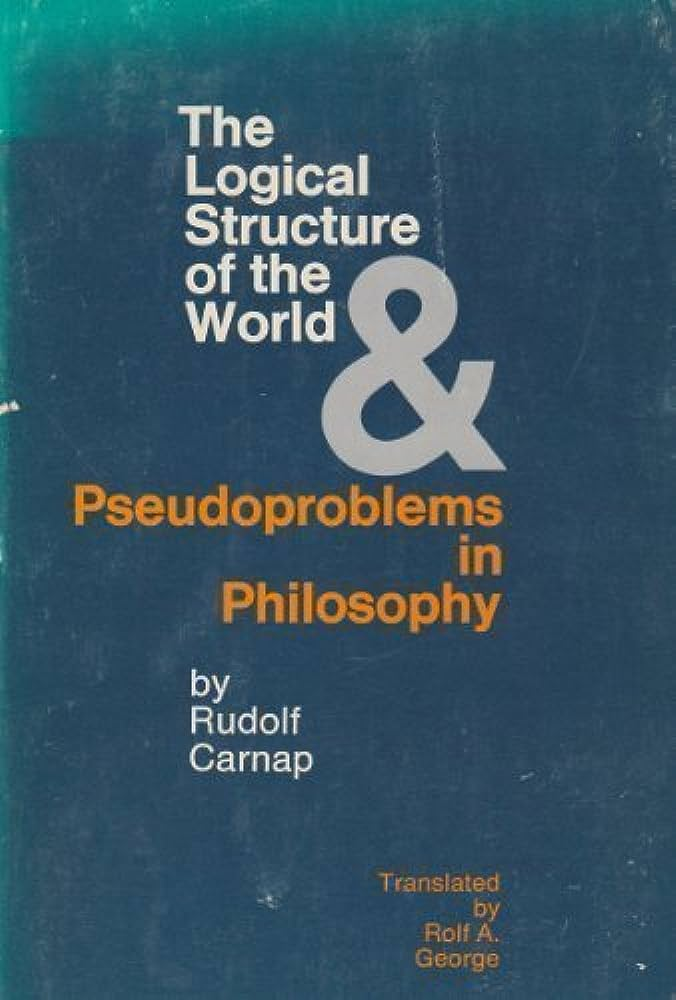 The
Logical
Structure
of the
World
&
Pseudoproblems
in
Philosophy
by
Rudolf
Carnap
Translated
by
Rolf A.
George